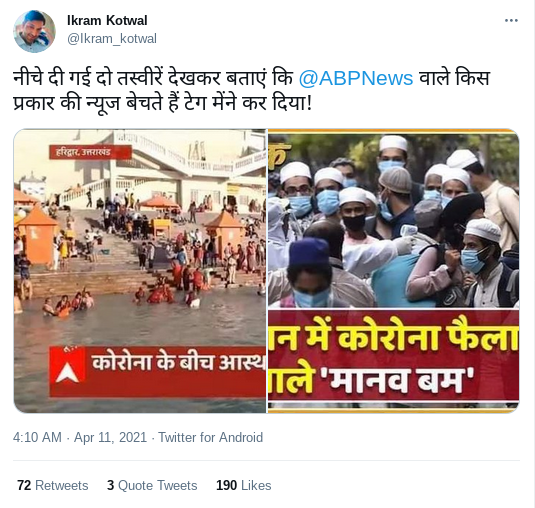 Ikram Kotwal
@Ikram_kotwal
नीचे दी गई दो तस्वीरें देखकर बताएं कि @ABPNews वाले किस
प्रकार की न्यूज बेचते हैं टेग मेंने कर दिया!
हरिद्वार, उत्तराखंड
कोरोना के बीच आस्थ
क
न में कोरोना फैला
ाले 'मानव बम'
4:10 AM · Apr 11, 2021 · Twitter for Android
72 Retweets 3 Quote Tweets 190 Likes